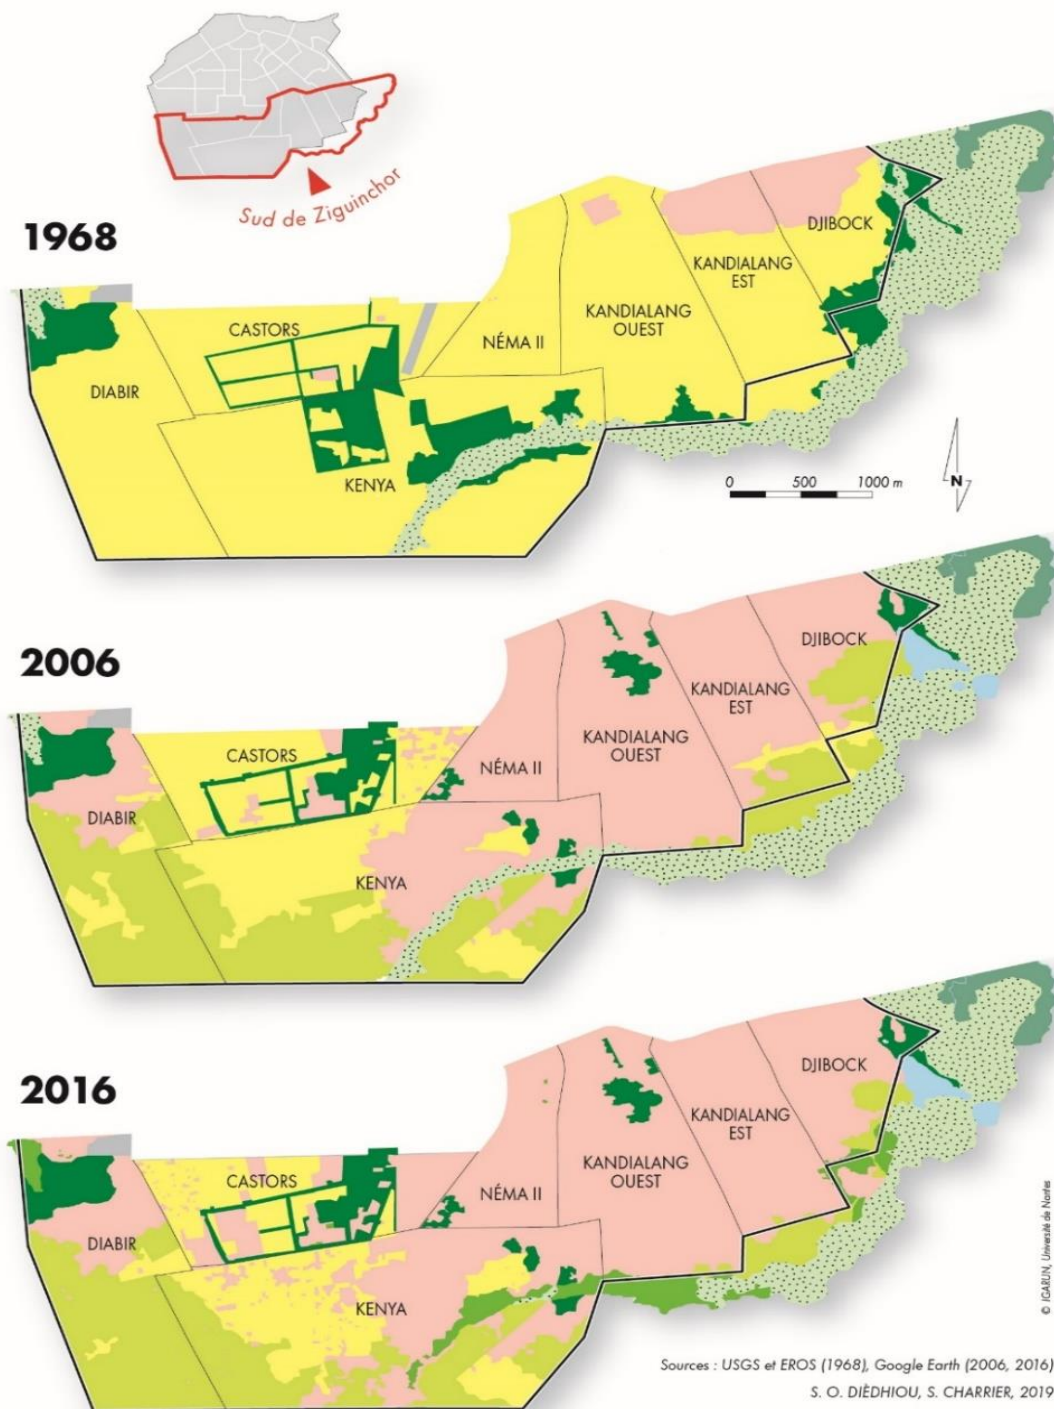 Sud de Ziguinchor
1968
DJIBOCK
KANDIALANG
EST
KANDIALANG
OUEST
CASTORS
NÉMA II
DIABIR
KENYA
0 500 1000 m
N
2006
DJIBOCK
KANDIALANG
EST
KANDIALANG
OUEST
CASTORS
NÉMA II
DIABIR
KENYA
2016
DJIBOCK
KANDIALANG
EST
KANDIALANG
OUEST
CASTORS
NÉMA II
DIABIR
KENYA
© IGARUN, Université de Nantes
Sources : USGS et EROS (1968), Google Earth (2006, 2016)
S. O. DIÈDHIOU, S. CHARRIER, 2019